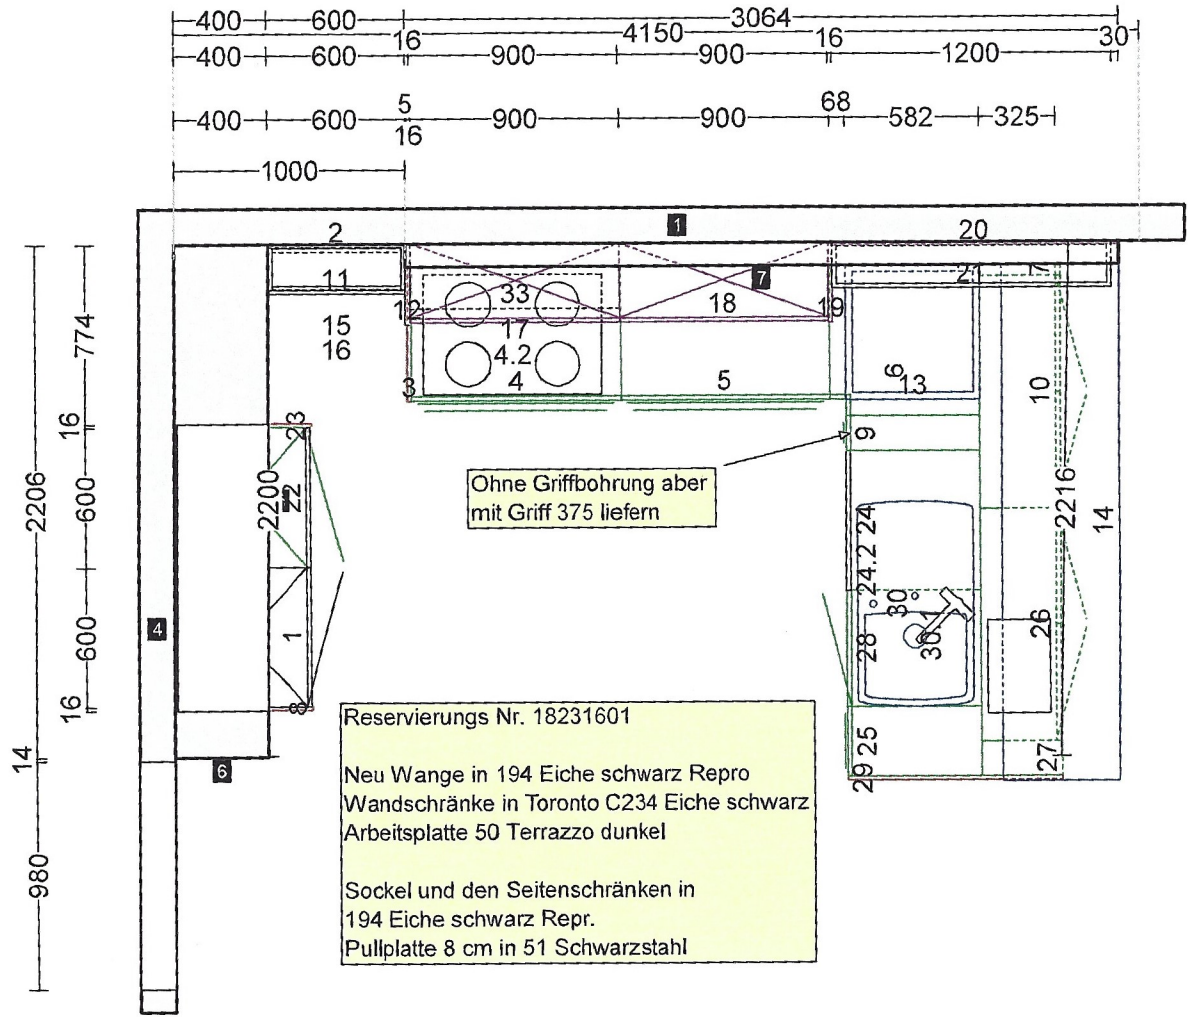 400 600 3064
16 4150 16 30
400 600 900 900 1200
5 68
400 600 900 900 582 325
16
1000
1
2 20
11 7 21
33 18 19
12
774 15 17
16 4.2
3 4 5 6 13 10
16 23 9
Ohne Griffbohrung aber
mit Griff 375 liefern
2206 600 2200 24 2216 14
24.2
30
4 600 1 28 30.1 26
16 8
Reservierungs Nr. 18231601
14 6 25 27
29
Neu Wange in 194 Eiche schwarz Repro
Wandschränke in Toronto C234 Eiche schwarz
Arbeitsplatte 50 Terrazzo dunkel
980
Sockel und den Seitenschränken in
194 Eiche schwarz Repr.
Pullplatte 8 cm in 51 Schwarzstahl